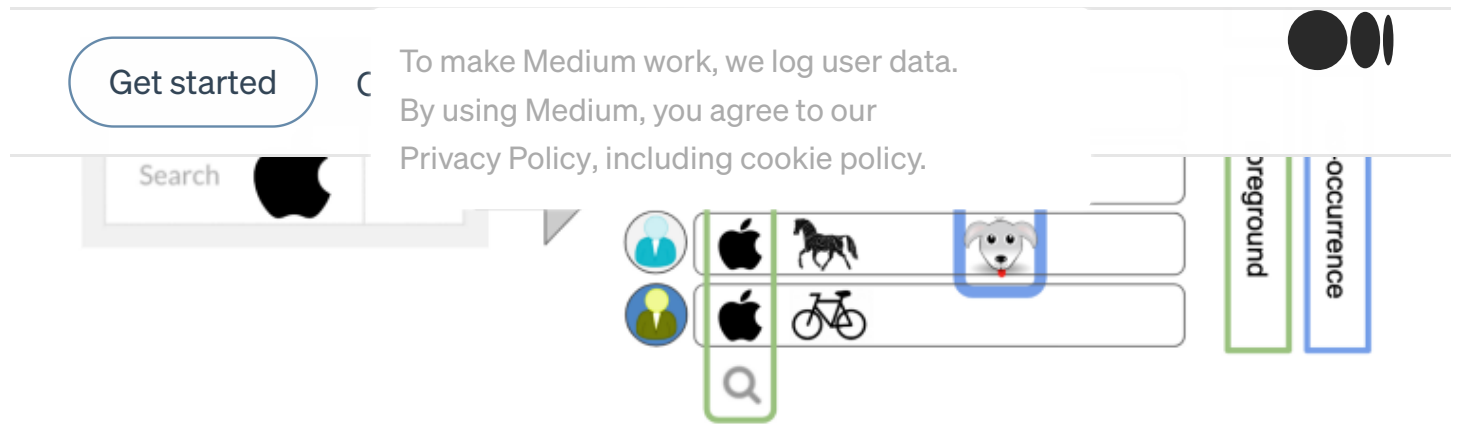 Get started
To make Medium work, we log user data.
By using Medium, you agree to our
Privacy Policy, including cookie policy.
Search
oreground
-occurrence